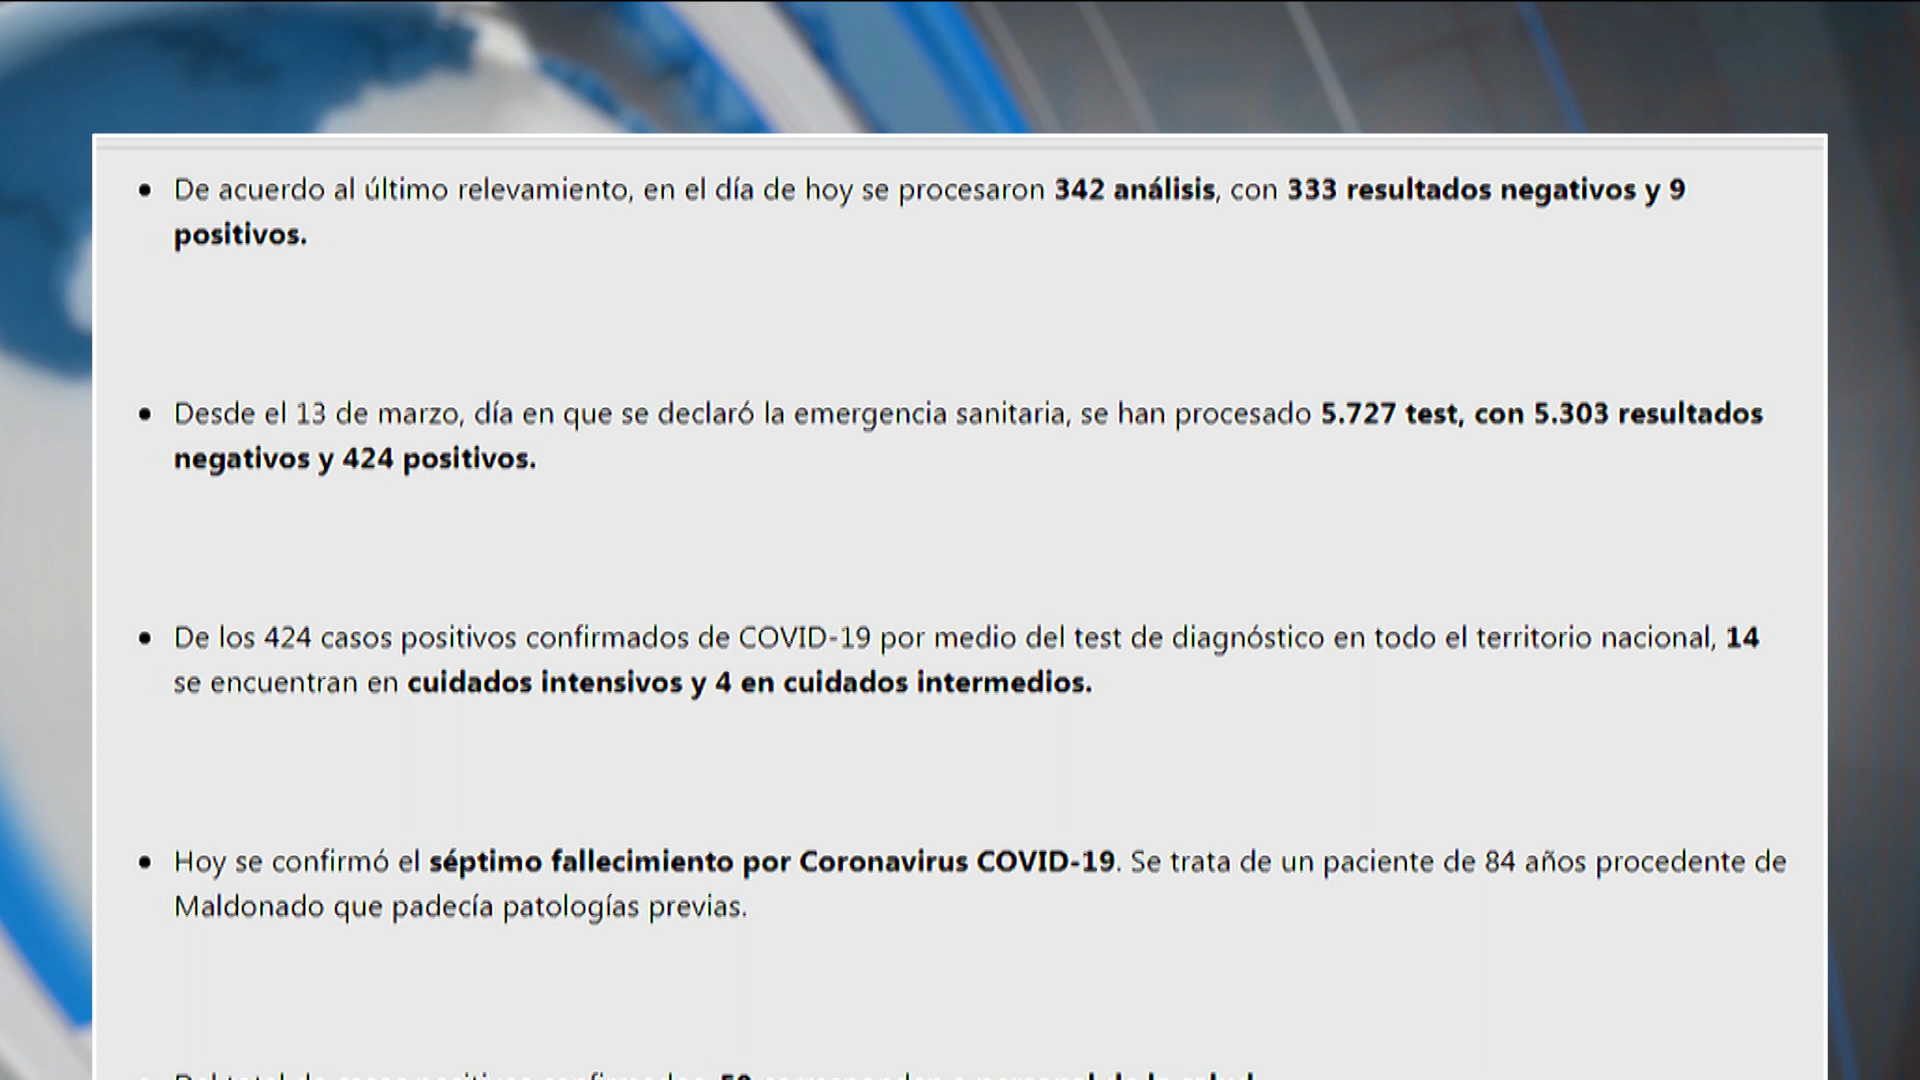 De acuerdo al último relevamiento, en el día de hoy se procesaron 342 análisis, con 333 resultados negativos y 9
positivos.
Desde el 13 de marzo, día en que se declaró la emergencia sanitaria, se han procesado 5.727 test, con 5.303 resultados
negativos y 424 positivos.
De los 424 casos positivos confirmados de COVID-19 por medio del test de diagnóstico en todo el territorio nacional, 14
se encuentran en cuidados intensivos y 4 en cuidados intermedios.
Hoy se confirmó el séptimo fallecimiento por Coronavirus COVID-19. Se trata de un paciente de 84 años procedente de
Maldonado que padecía patologías previas.